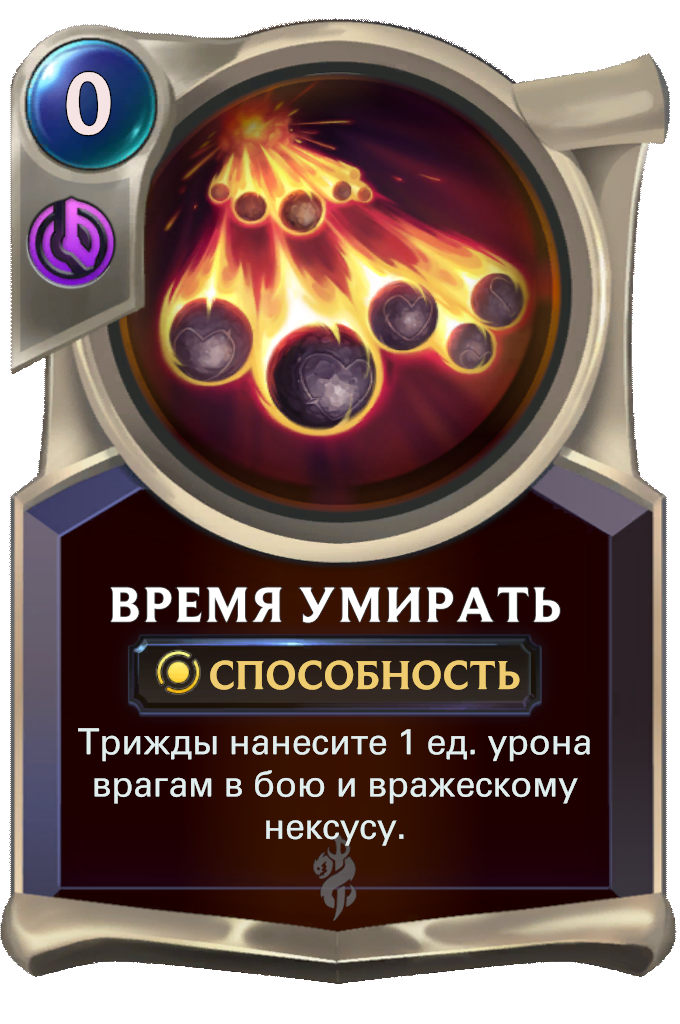 0
ВРЕМЯ УМИРАТЬ
СПОСОБНОСТЬ
Трижды нанесите 1 ед. урона
врагам в бою и вражескому
нексусу.